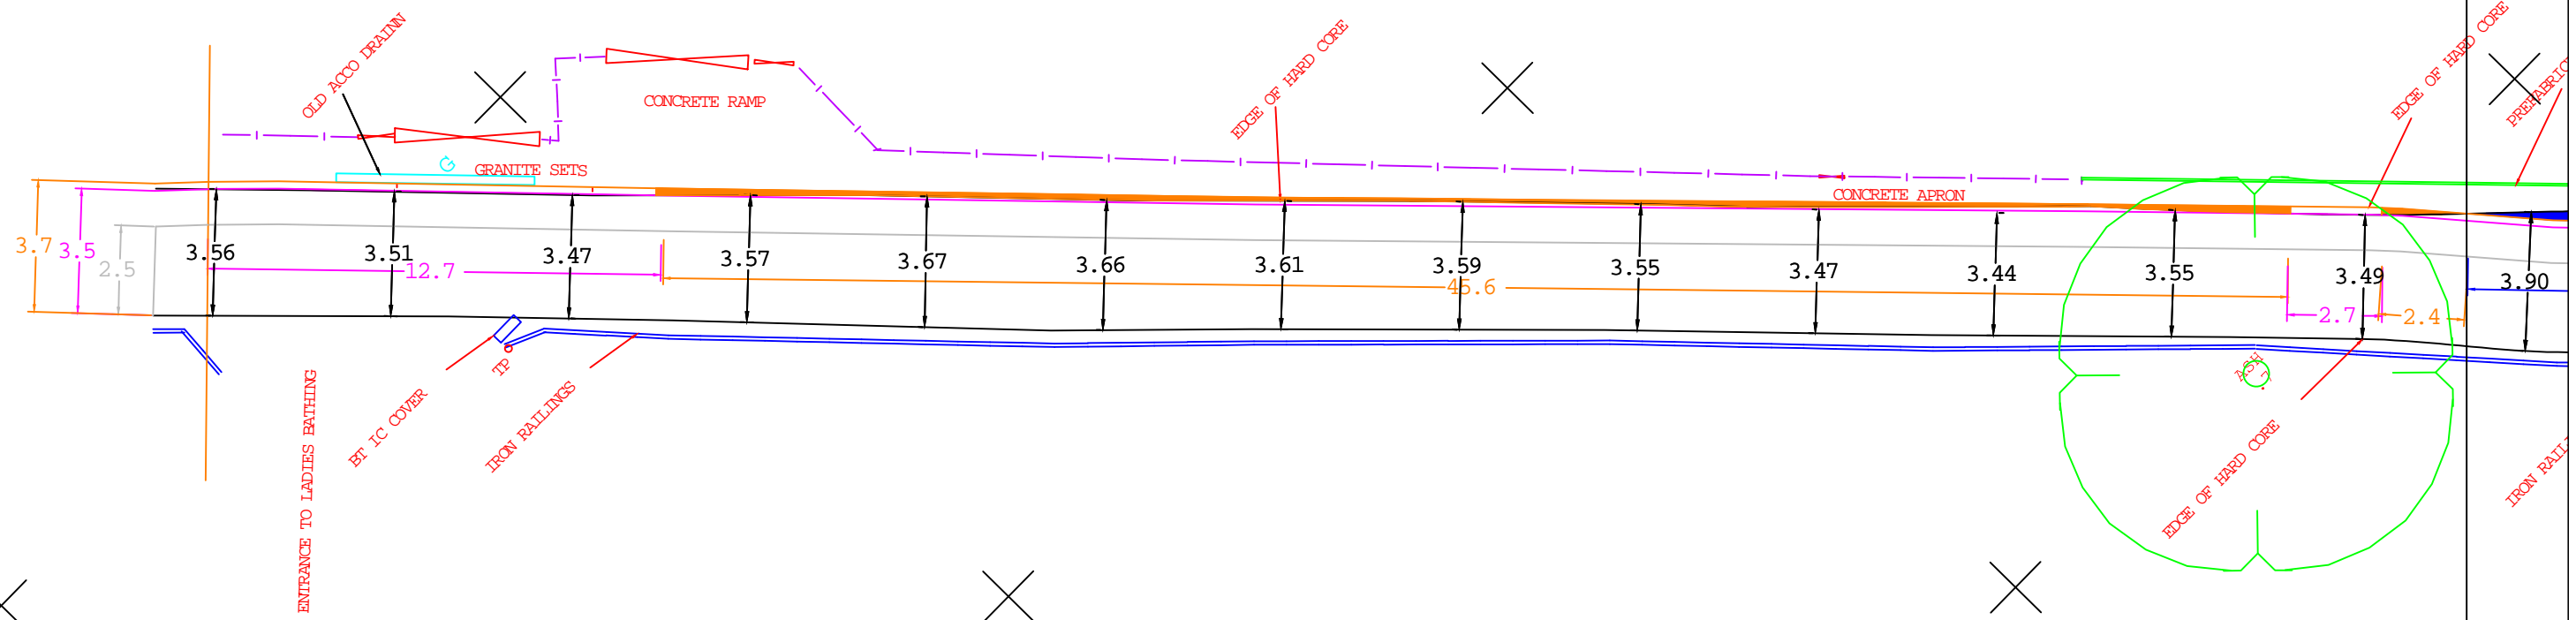 OLD ACCO DRAINN
CONCRETE RAMP
EDGE OF HARD CORE
EDGE OF HARD CORE
G
GRANITE SETS
CONCRETE APRON
3.7
3.5
2.5
3.56
3.51
3.47
3.57
3.67
3.66
3.61
3.59
3.55
3.47
3.44
3.55
3.49
3.90
12.7
45.6
2.7
2.4
ENTRANCE TO LADIES BATHING
BT IC COVER
TP
IRON RAILINGS
ASH
.7
EDGE OF HARD CORE
IRON